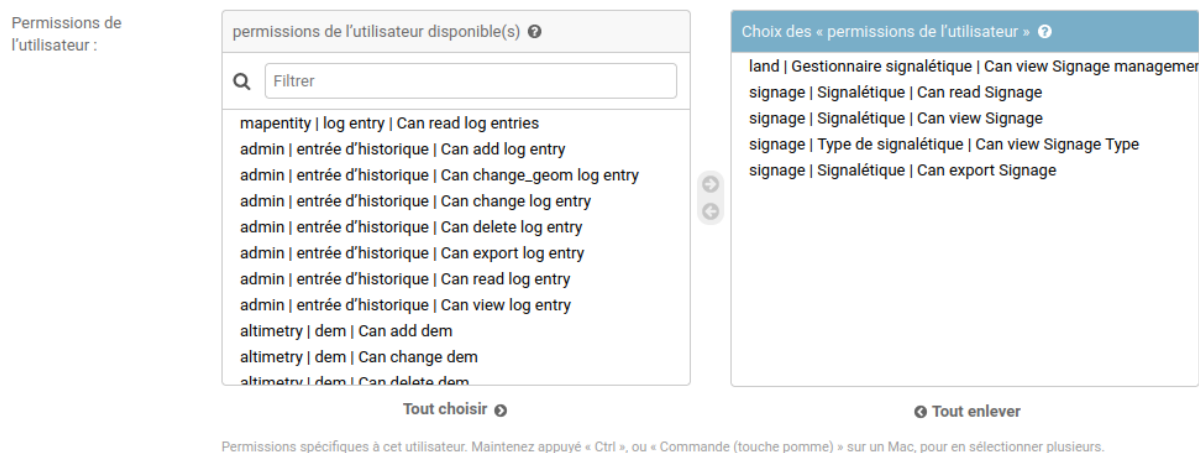 Permissions de
l'utilisateur :
permissions de l'utilisateur disponible(s)
Filtrer
mapentity | log entry | Can read log entries
admin | entrée d'historique | Can add log entry
admin | entrée d'historique | Can change_geom log entry
admin | entrée d'historique | Can change log entry
admin | entrée d'historique | Can delete log entry
admin | entrée d'historique | Can export log entry
admin | entrée d'historique | Can read log entry
admin | entrée d'historique | Can view log entry
altimetry | dem | Can add dem
altimetry | dem | Can change dem
altimetry | dem | Can delete dem
Tout choisir
Choix des « permissions de l'utilisateur »
land | Gestionnaire signalétique | Can view Signage managemen
signage | Signalétique | Can read Signage
signage | Signalétique | Can view Signage
signage | Type de signalétique | Can view Signage Type
signage | Signalétique | Can export Signage
Tout enlever
Permissions spécifiques à cet utilisateur. Maintenez appuyé « Ctrl », ou « Commande (touche pomme) » sur un Mac, pour en sélectionner plusieurs.